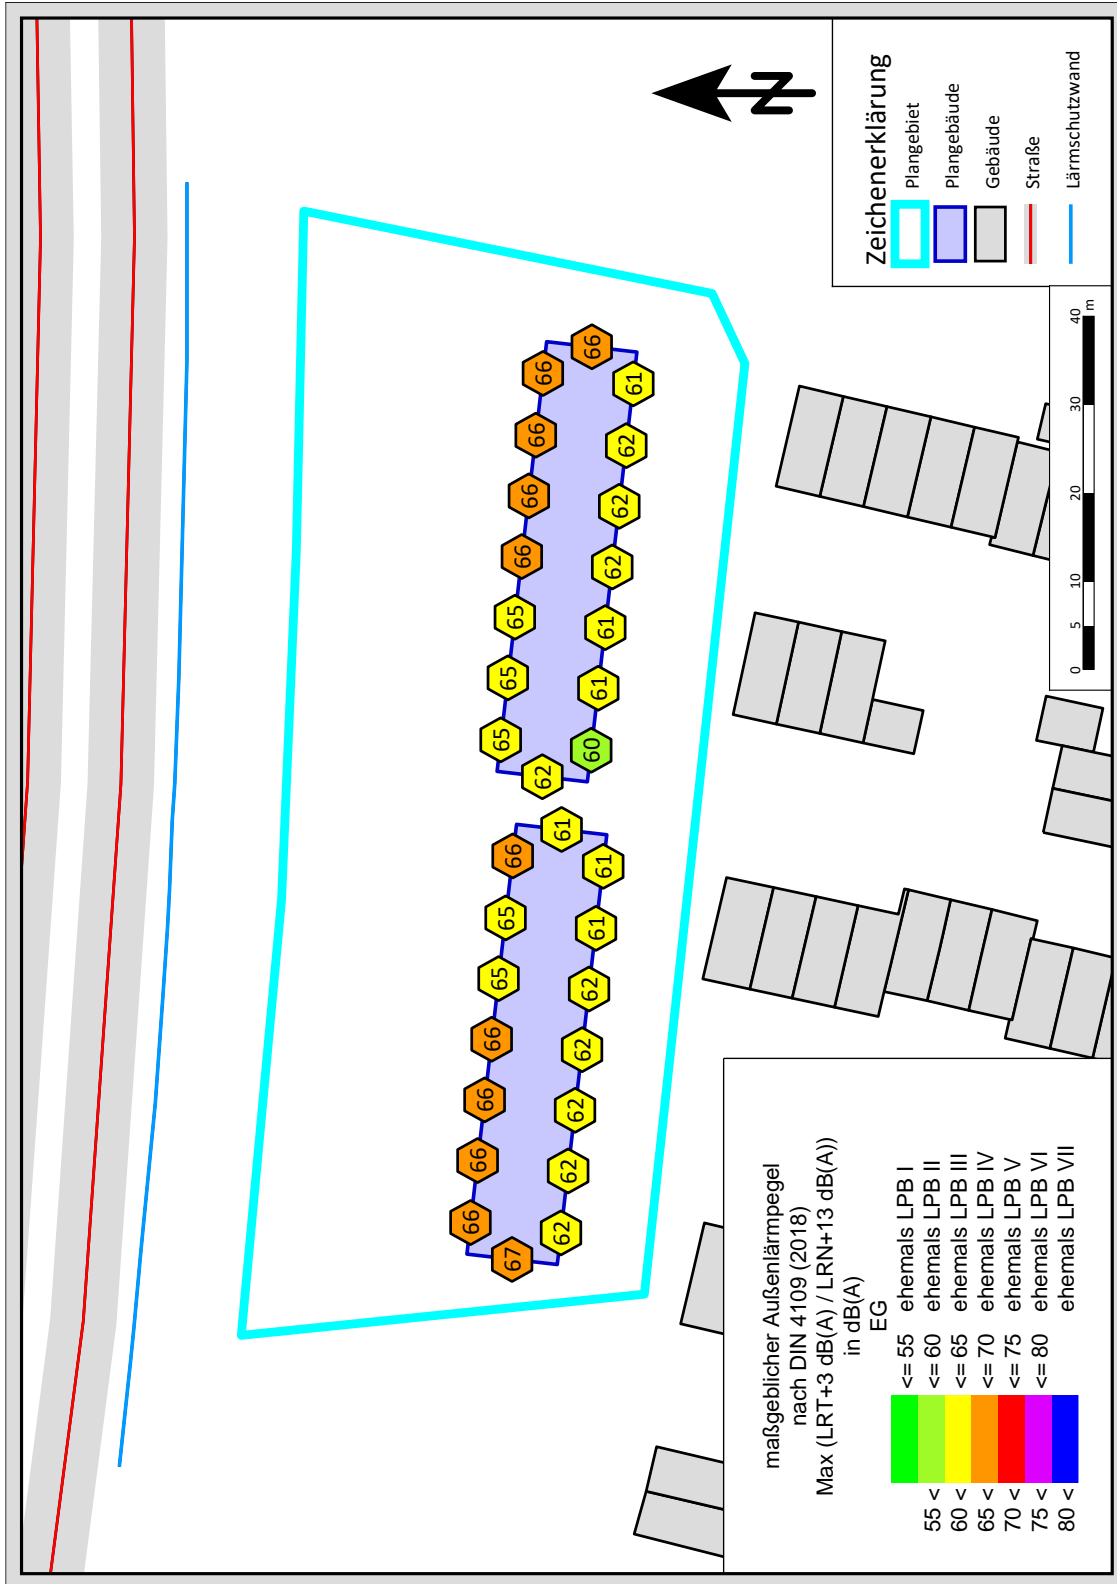 N
Zeichenerklärung
Plangebiet
Plangebäude
Gebäude
Straße
Lärmschutzwand
0 5 10 20 30 40
m
67 66 66 66 66 66 65 65 66
61
62 62 62 62 62 61 61
62
65 65 65 66 66 66 66
66
60 61 61 62 62 62 61
maßgeblicher Außenlärmpegel
nach DIN 4109 (2018)
Max (LRT+3 dB(A) / LRN+13 dB(A))
in dB(A)
EG
<= 55 ehemals LPB I
55 < <= 60 ehemals LPB II
60 < <= 65 ehemals LPB III
65 < <= 70 ehemals LPB IV
70 < <= 75 ehemals LPB V
75 < <= 80 ehemals LPB VI
80 < ehemals LPB VII